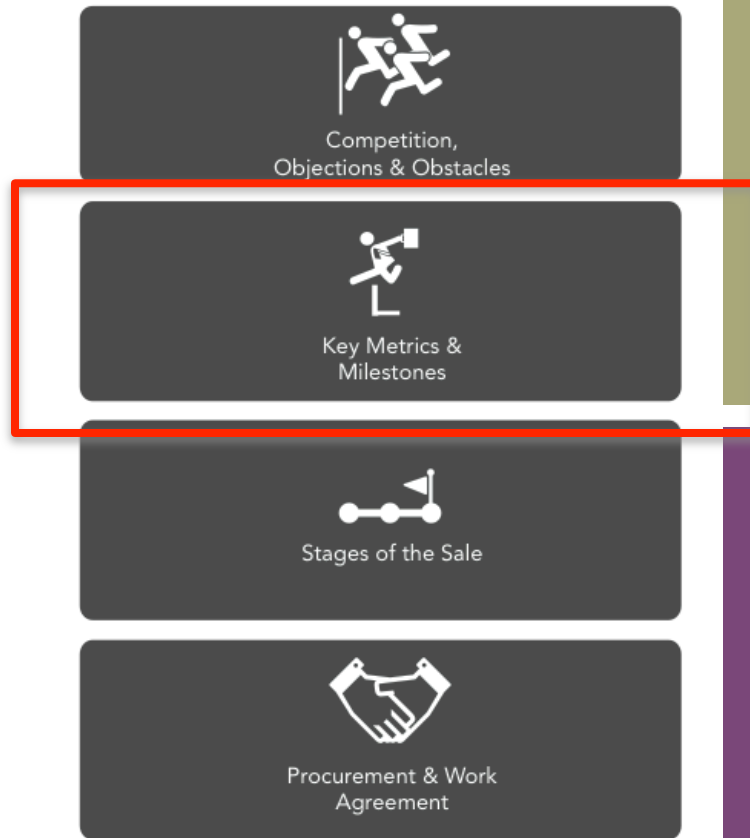 Competition,
Objections & Obstacles
Key Metrics &
Milestones
Stages of the Sale
Procurement & Work
Agreement